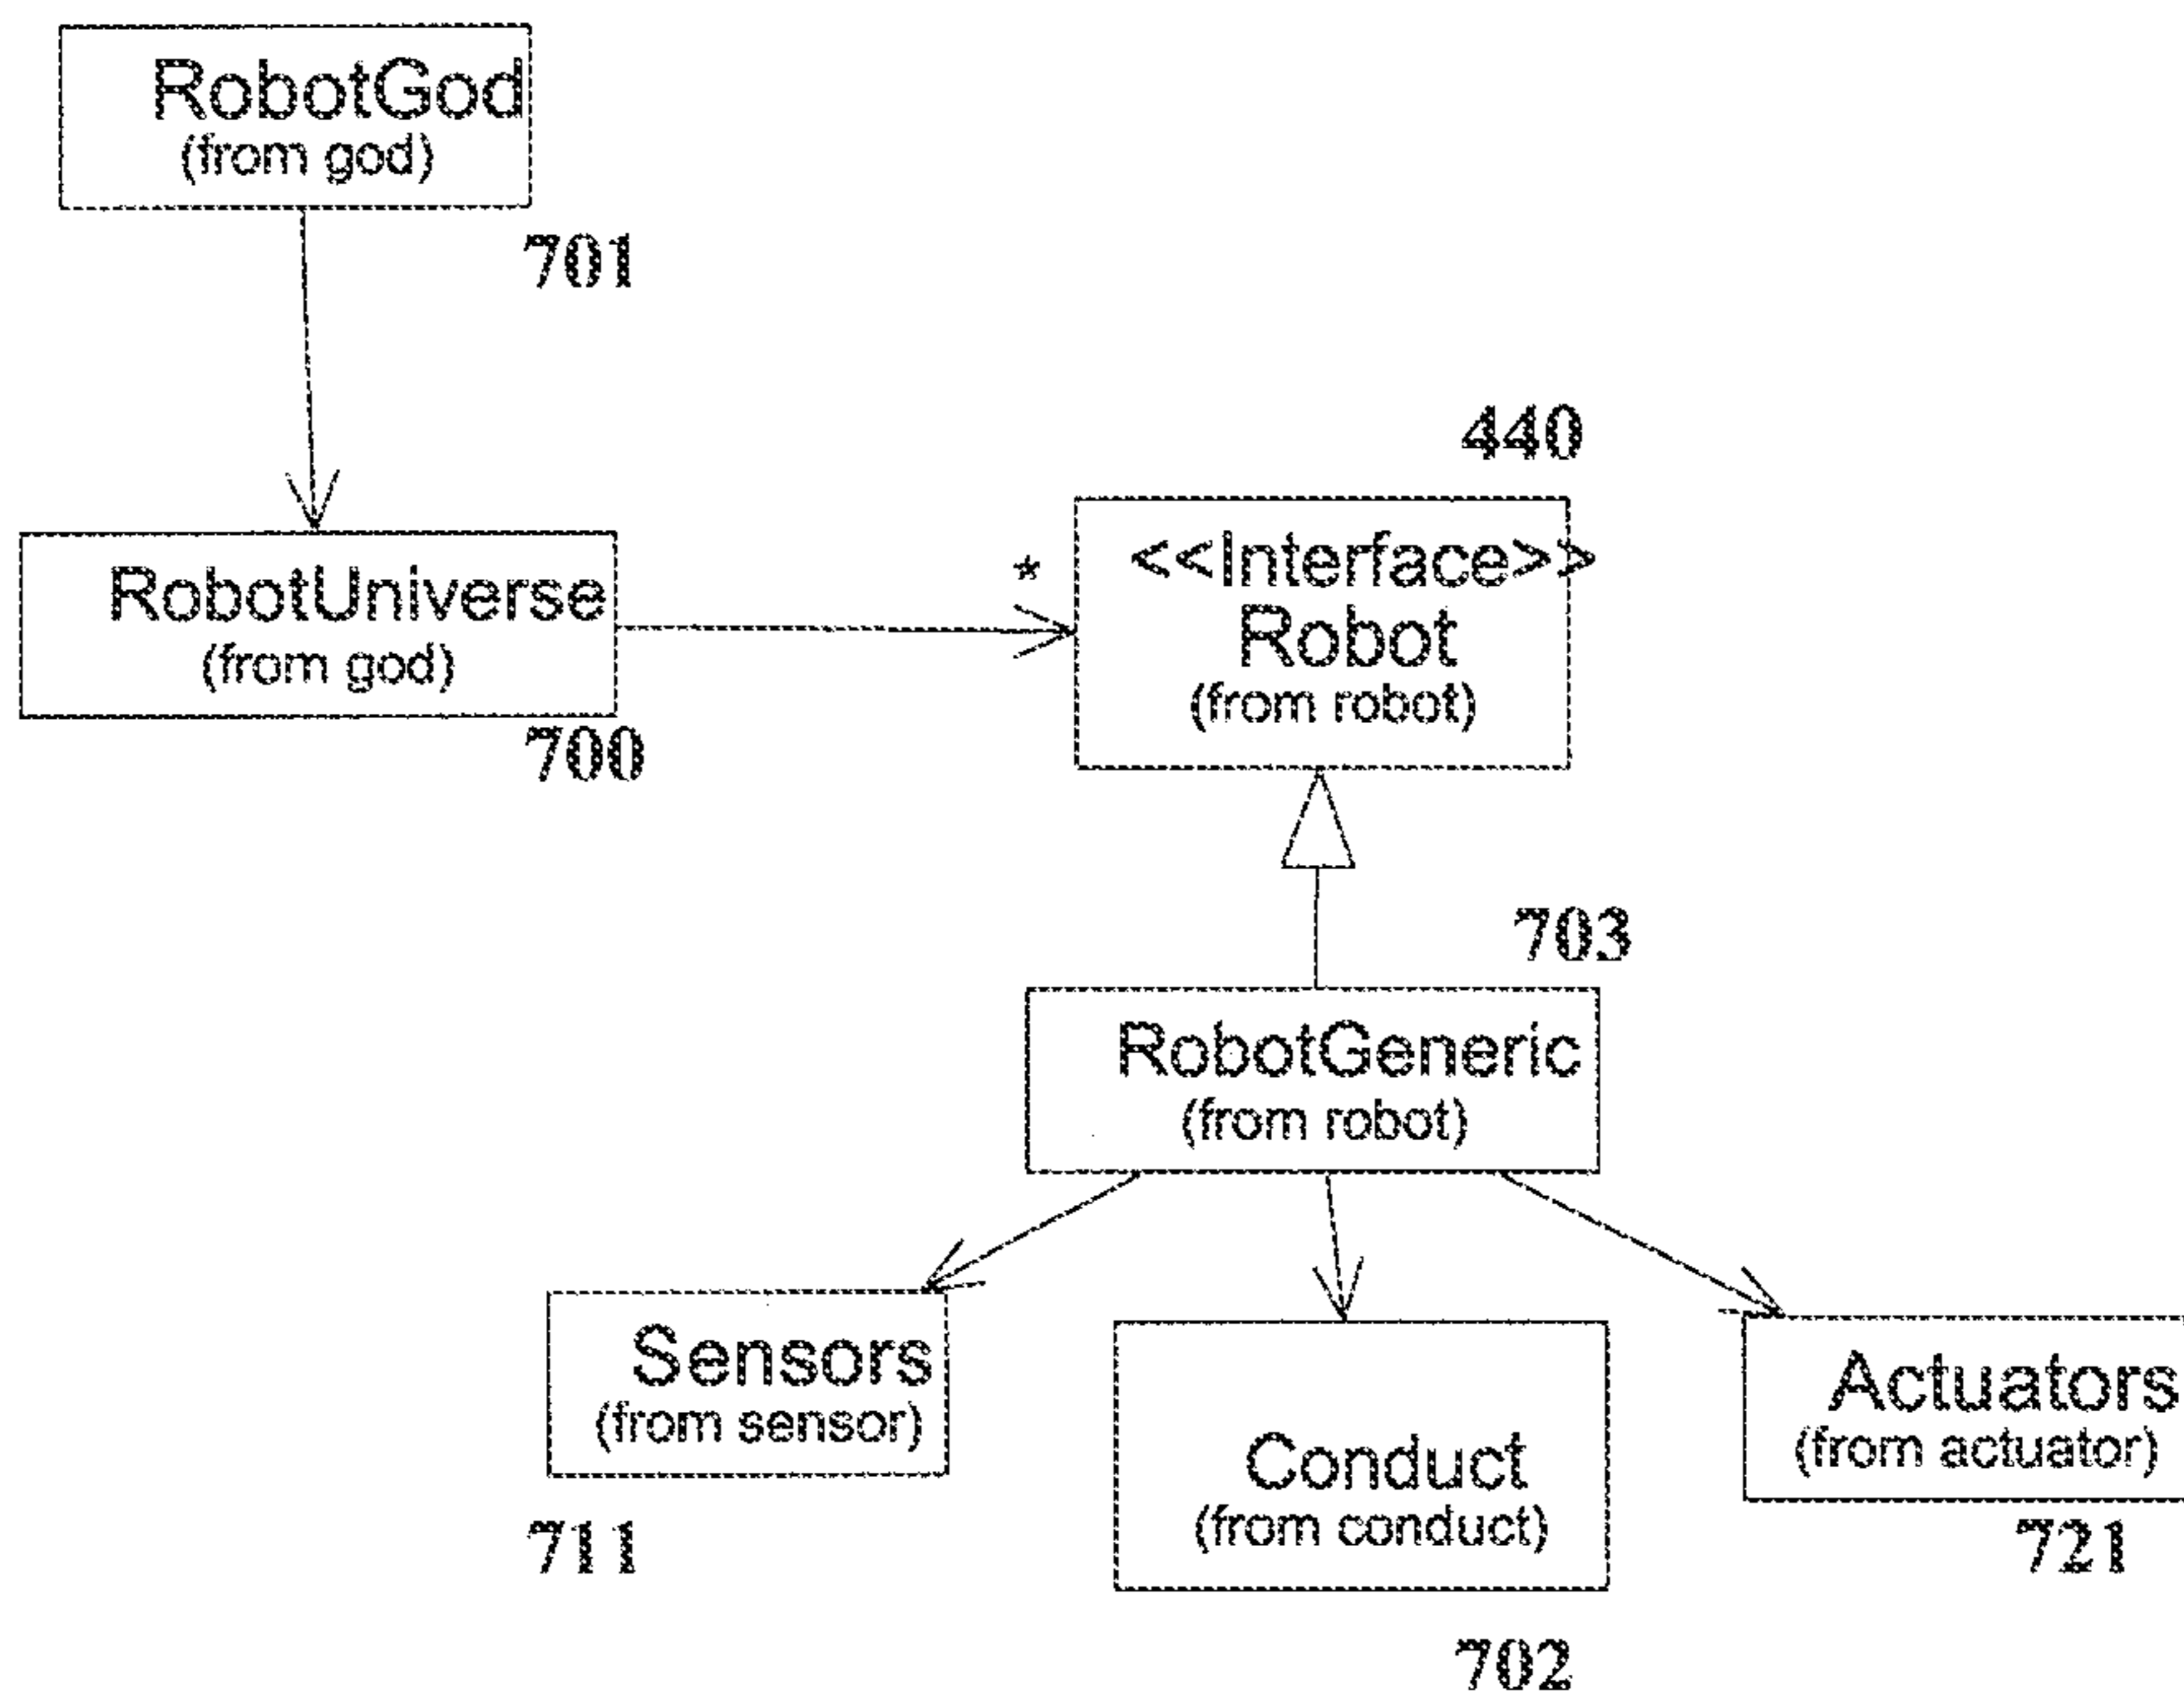 RobotGod
(from god)
701
440
RobotUniverse
(from god)
700
*
<<Interface>>
Robot
(from robot)
703
RobotGeneric
(from robot)
Sensors
(from sensor)
711
Conduct
(from conduct)
702
Actuators
(from actuator)
721